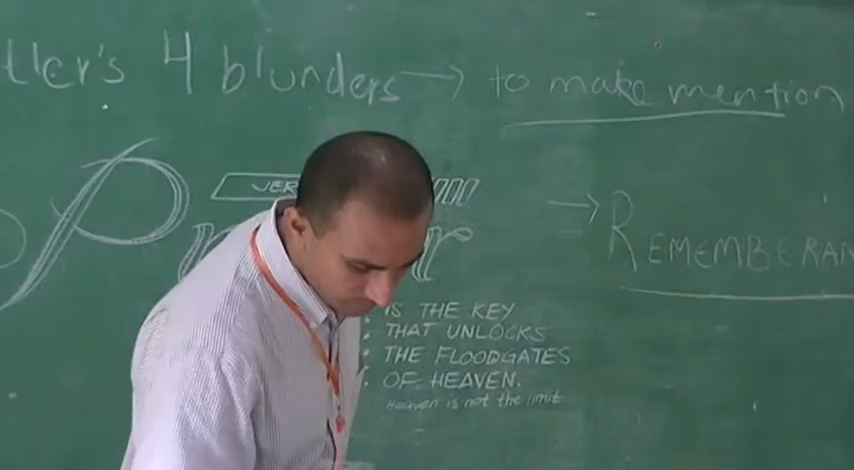 tler's 4 blunders → to make mention
VER
P r
→ REMEMBERAN
IS THE KEY
THAT UNLOCKS
THE FLOODGATES
OF HEAVEN.
Heaven is not the limit